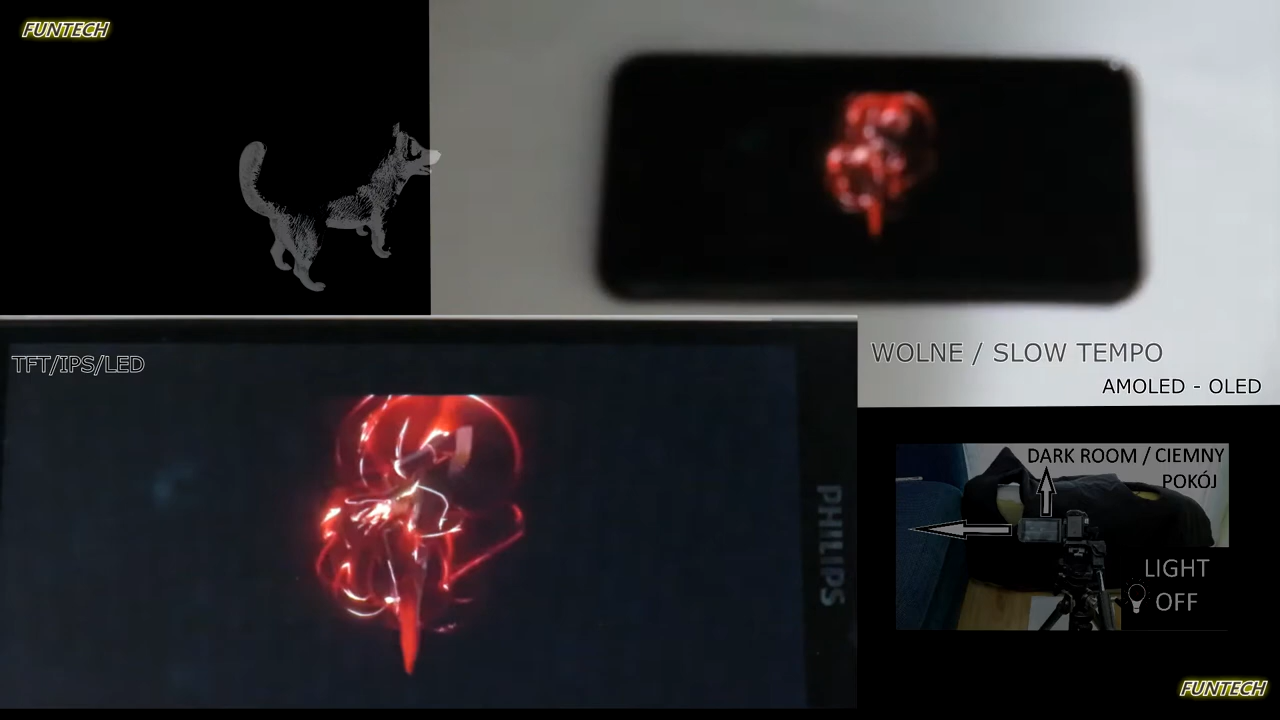 FUNTECH
TFT/IPS/LED
WOLNE / SLOW TEMPO
AMOLED - OLED
PHILIPS
DARK ROOM / CIEMNY
POKÓJ
LIGHT
OFF
FUNTECH